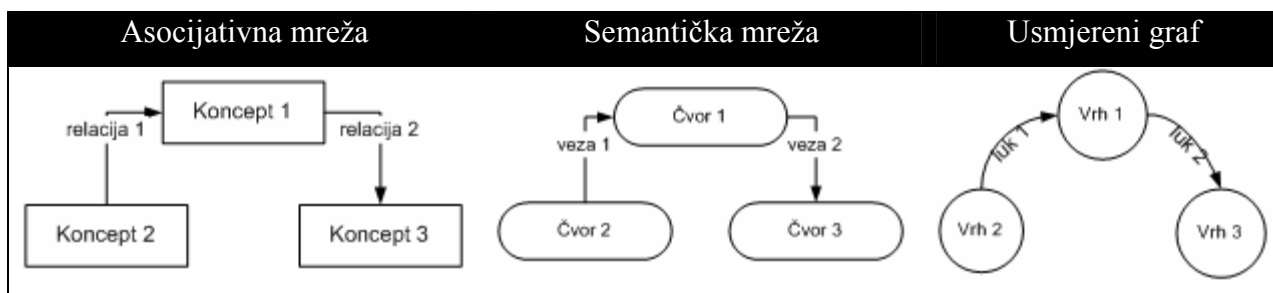 Asocijativna mreža
Semantička mreža
Usmjereni graf
Koncept 1
relacija 1
relacija 2
Koncept 2
Koncept 3
Čvor 1
veza 1
veza 2
Čvor 2
Čvor 3
Vrh 1
luk 1
luk 2
Vrh 2
Vrh 3